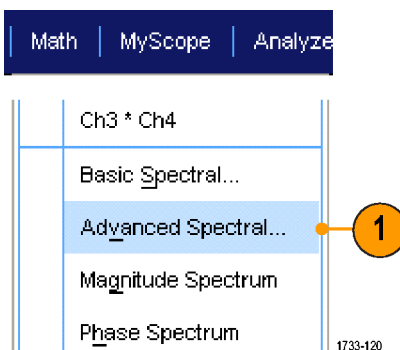 Math | MyScope | Analyze
Ch3 * Ch4
Basic Spectral...
Advanced Spectral...
1
Magnitude Spectrum
Phase Spectrum
1733-120